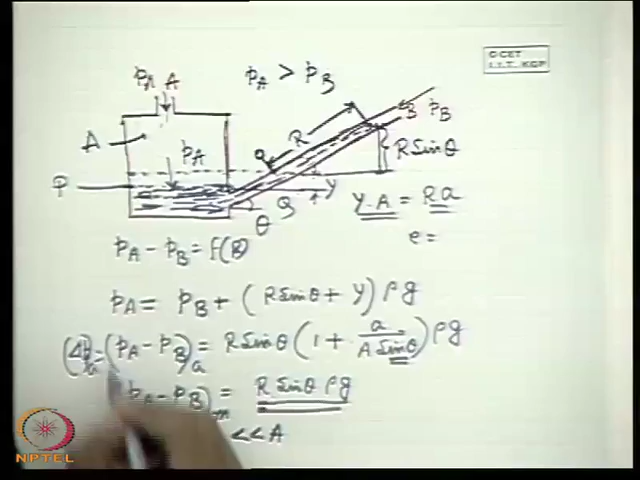 © CET
I.I.T. KGP
pA A
pA > pB
A
pA
R
B pB
R Sinθ
a
P
Q
y
θ
y.A = Ra
e =
pA - pB = f(R)
pA = pB + (R Sinθ + y) ρg
(Δp)a = (pA - pB)a = R Sinθ (1 + a / A Sinθ) ρg
pA - pB)m = R Sinθ ρg
<< A
NPTEL